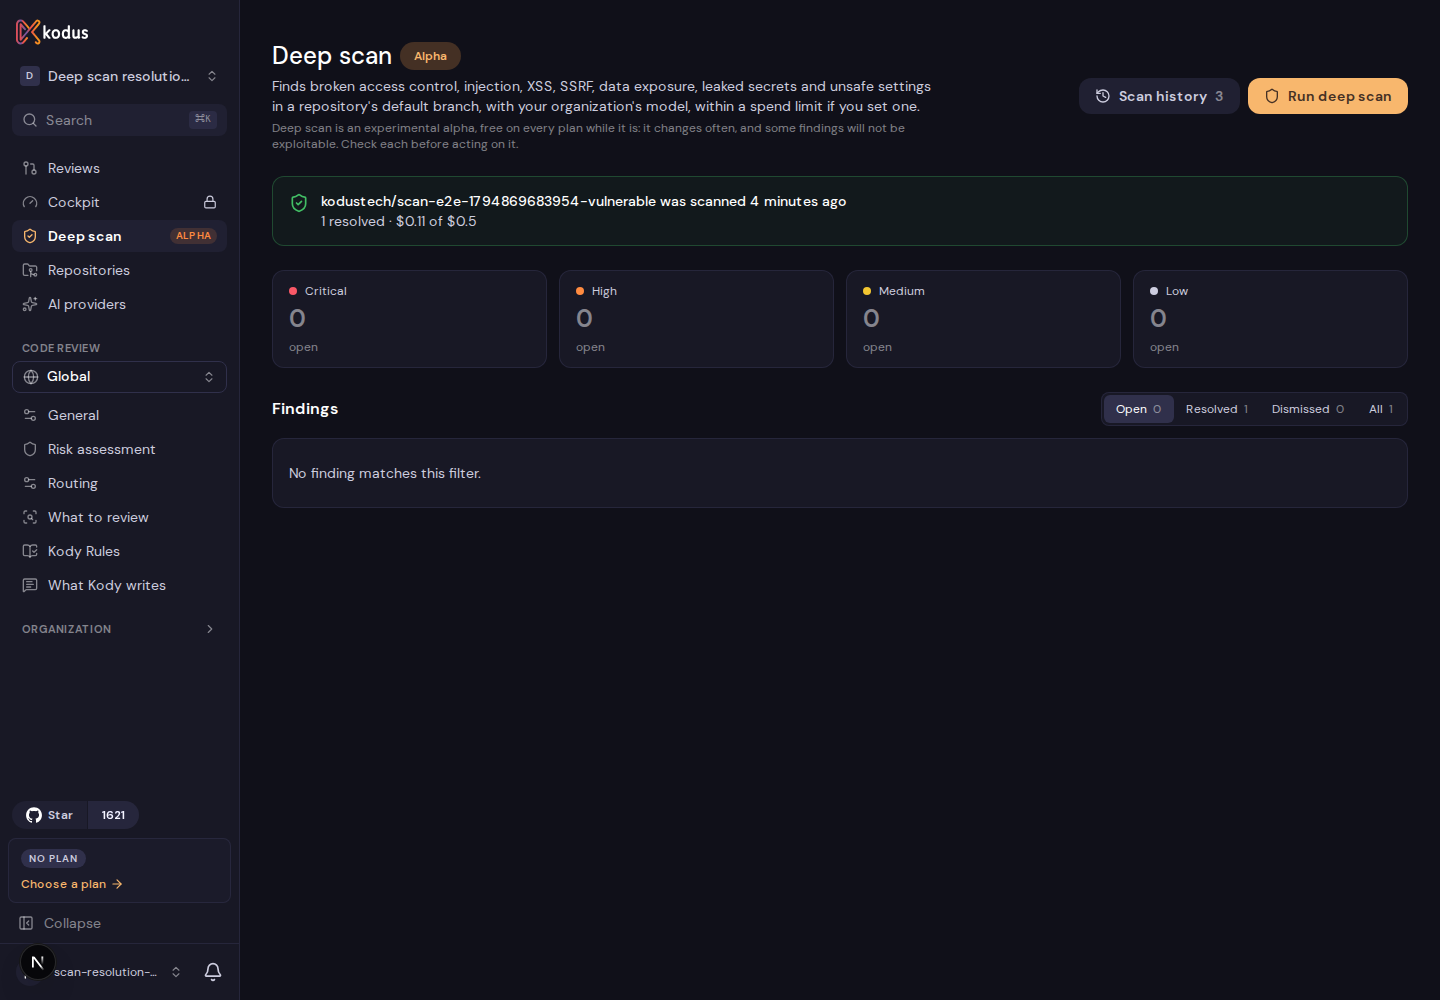 kodus
D Deep scan resolutio...
Search ⌘K
Reviews
Cockpit
Deep scan ALPHA
Repositories
AI providers
CODE REVIEW
Global
General
Risk assessment
Routing
What to review
Kody Rules
What Kody writes
ORGANIZATION
Star 1621
NO PLAN
Choose a plan →
Collapse
N scan-resolution-...
Deep scan Alpha
Finds broken access control, injection, XSS, SSRF, data exposure, leaked secrets and unsafe settings
in a repository's default branch, with your organization's model, within a spend limit if you set one.
Deep scan is an experimental alpha, free on every plan while it is: it changes often, and some findings will not be
exploitable. Check each before acting on it.
Scan history 3
Run deep scan
kodustech/scan-e2e-1794869683954-vulnerable was scanned 4 minutes ago
1 resolved · $0.11 of $0.5
Critical
0
open
High
0
open
Medium
0
open
Low
0
open
Findings
Open 0 Resolved 1 Dismissed 0 All 1
No finding matches this filter.